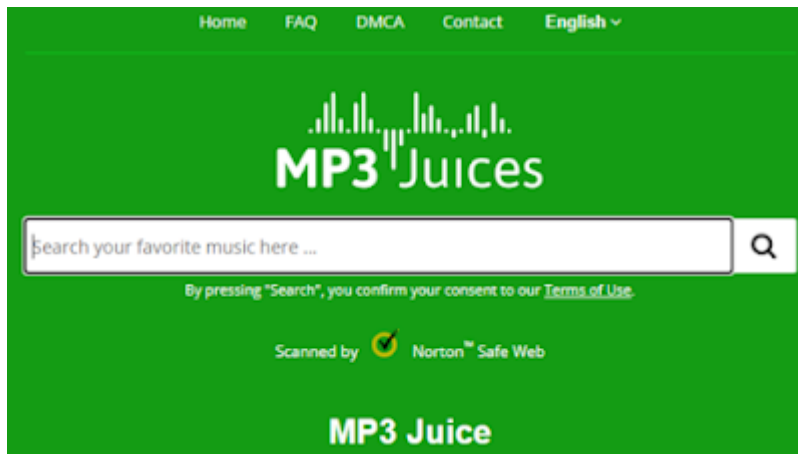 Home FAQ DMCA Contact English
MP3 Juices
Search your favorite music here ...
By pressing "Search", you confirm your consent to our Terms of Use.
Scanned by Norton™ Safe Web
MP3 Juice